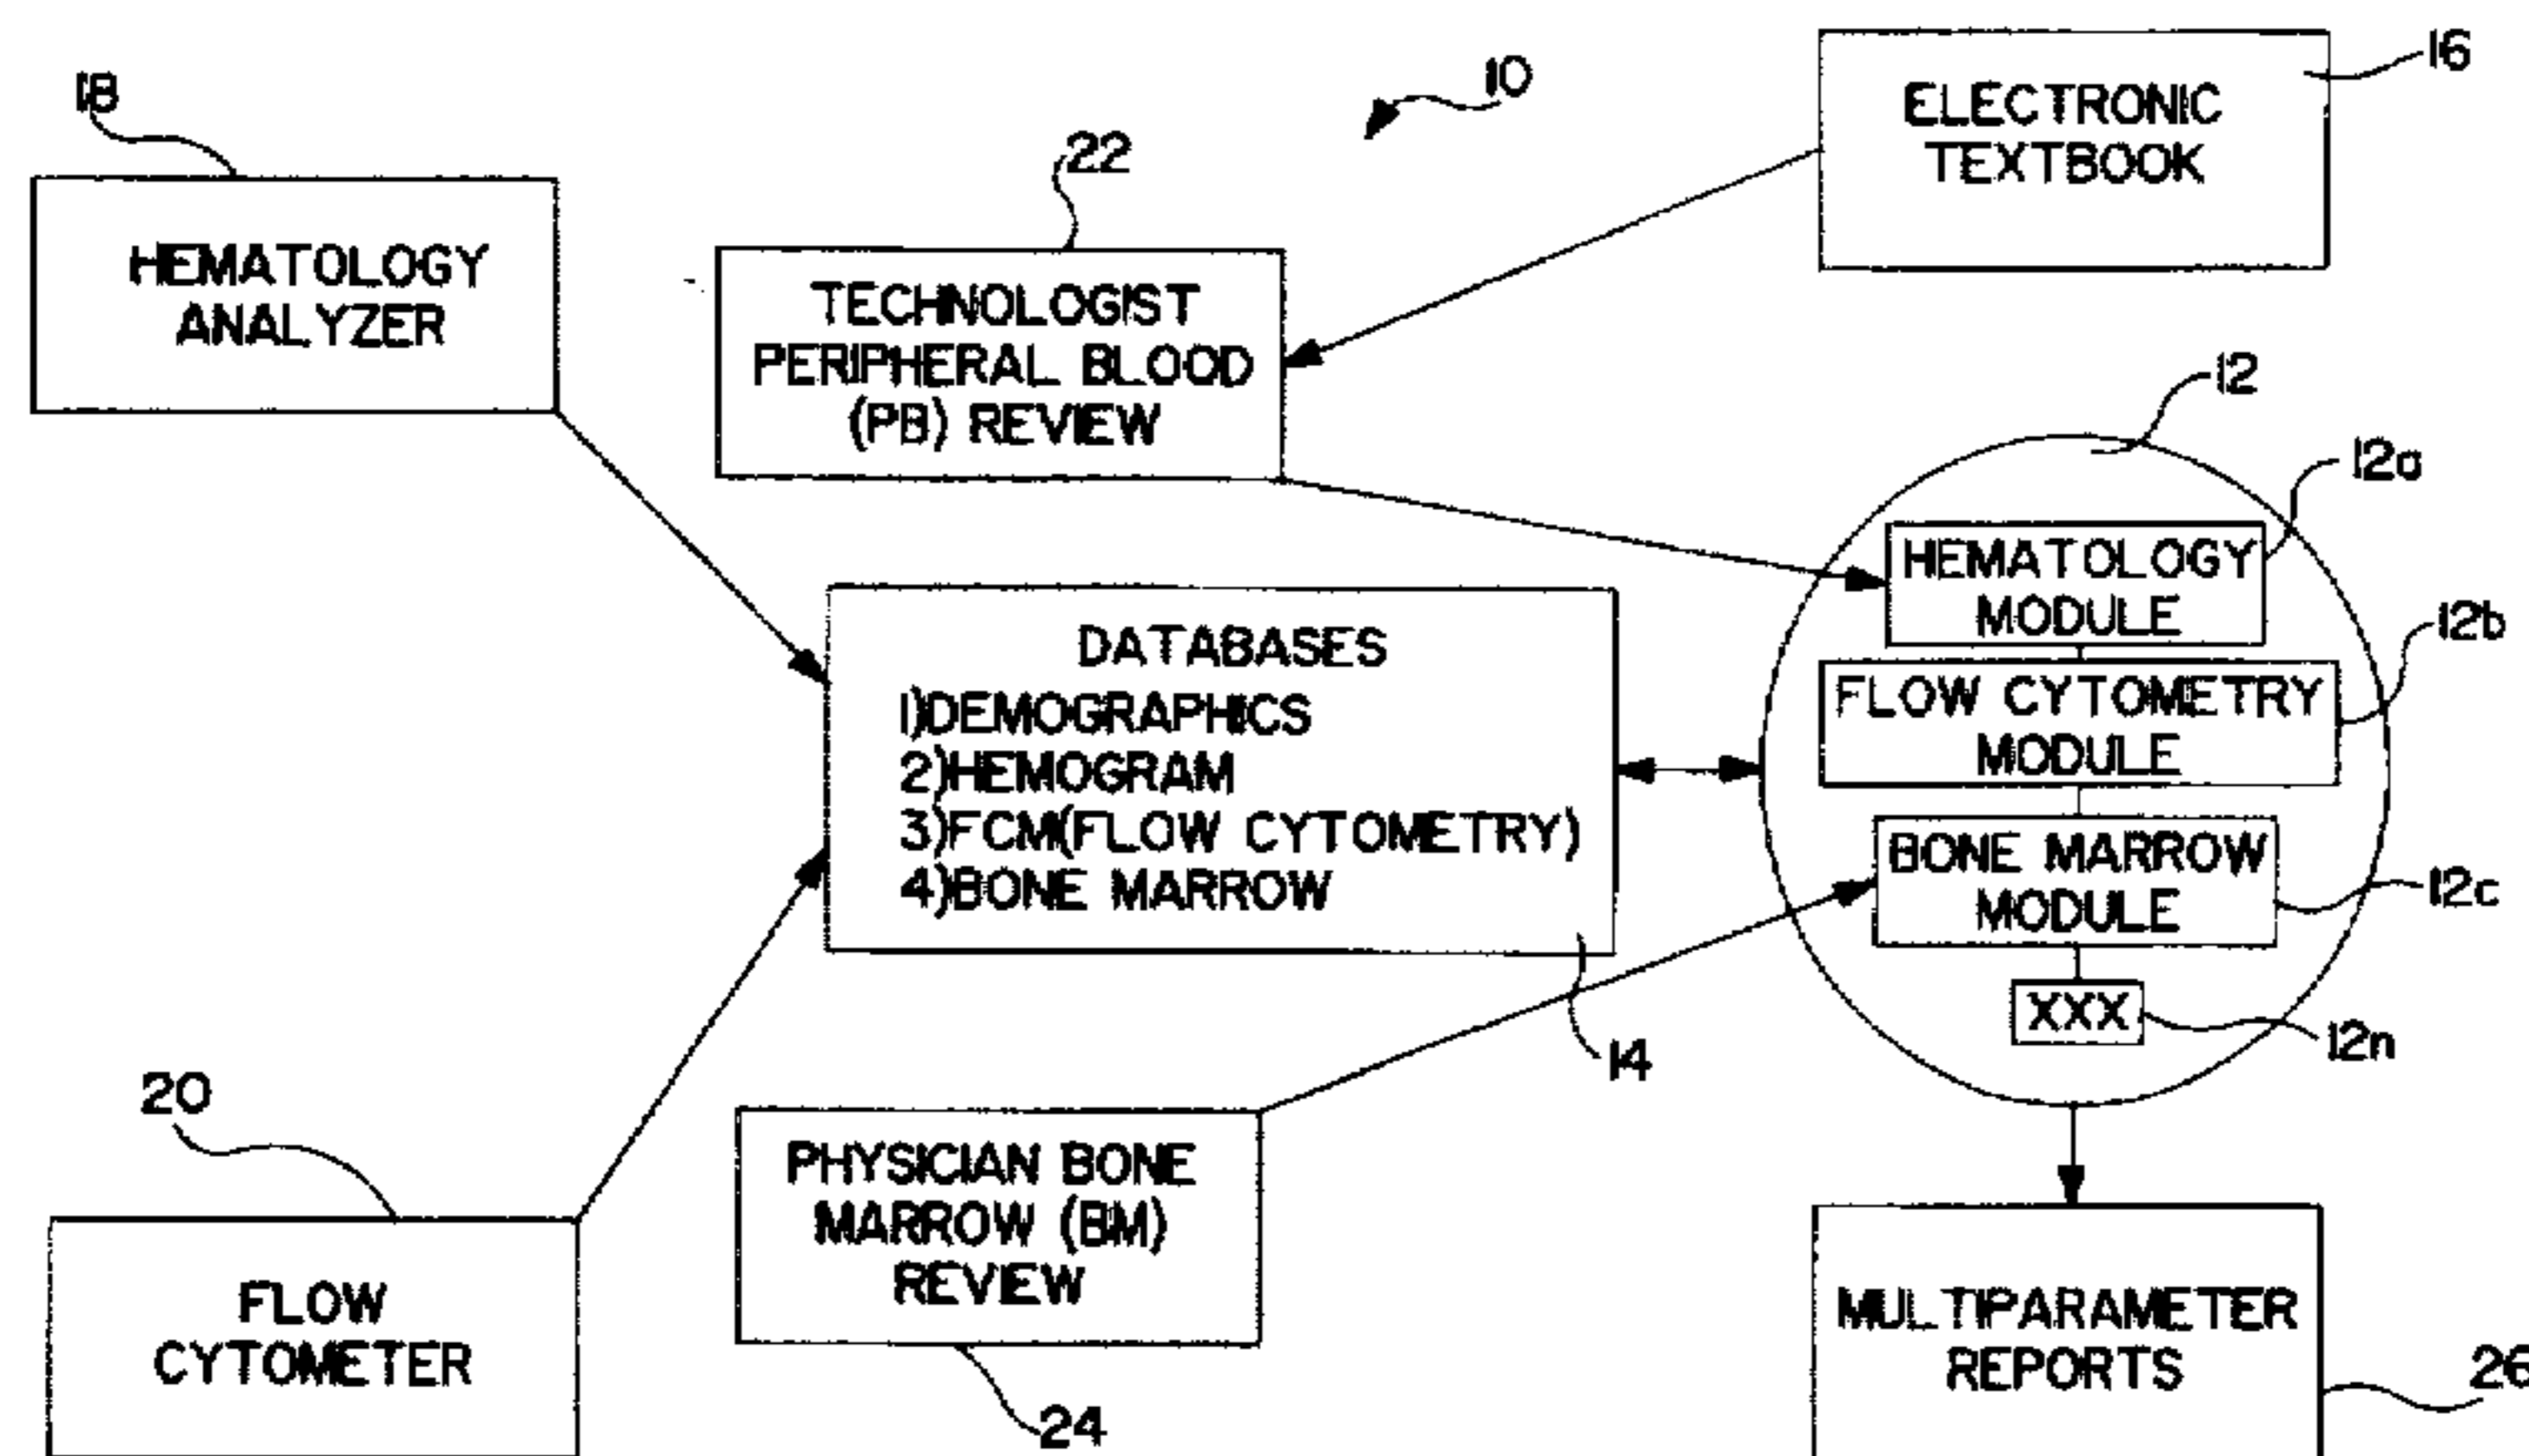 10
16
ELECTRONIC
TEXTBOOK
18
HEMATOLOGY
ANALYZER
22
TECHNOLOGIST
PERIPHERAL BLOOD
(PB) REVIEW
12
12a
HEMATOLOGY
MODULE
12b
FLOW CYTOMETRY
MODULE
12c
BONE MARROW
MODULE
XXX
12n
DATABASES
1)DEMOGRAPHICS
2)HEMOGRAM
3)FCM(FLOW CYTOMETRY)
4)BONE MARROW
14
20
FLOW
CYTOMETER
PHYSICIAN BONE
MARROW (BM)
REVIEW
24
MULTIPARAMETER
REPORTS
26